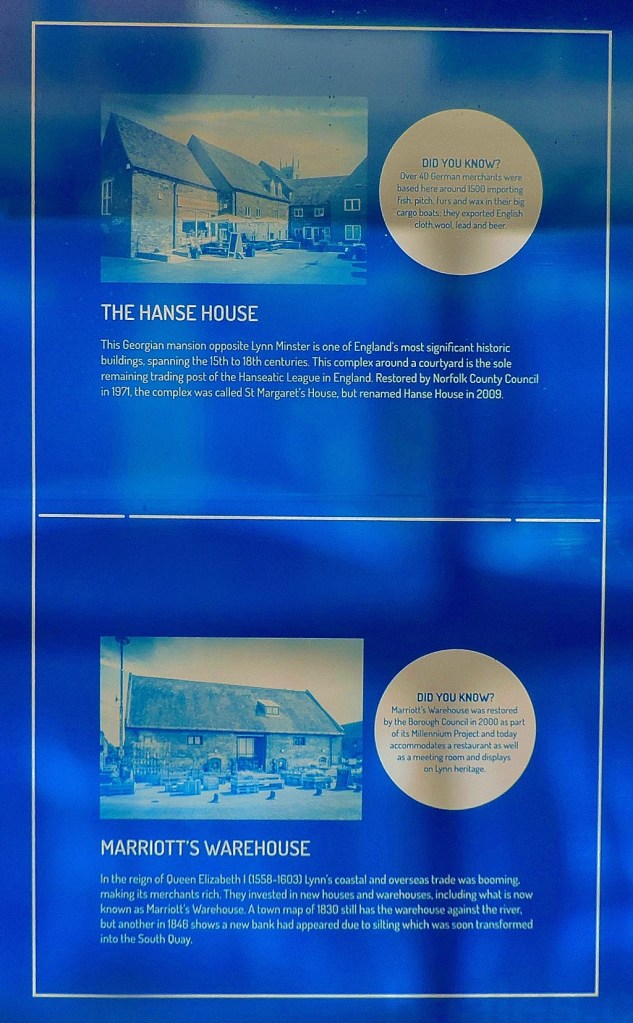 DID YOU KNOW?
Over 40 German merchants were
based here around 1500 importing
fish, pitch, furs and wax in their big
cargo boats; they exported English
cloth,wool, lead and beer.
THE HANSE HOUSE
This Georgian mansion opposite Lynn Minster is one of England's most significant historic
buildings, spanning the 15th to 18th centuries. This complex around a courtyard is the sole
remaining trading post of the Hanseatic League in England. Restored by Norfolk County Council
in 1971, the complex was called St Margaret's House, but renamed Hanse House in 2009.
DID YOU KNOW?
Marriott's Warehouse was restored
by the Borough Council in 2000 as part
of its Millennium Project and today
accommodates a restaurant as well
as a meeting room and displays
on Lynn heritage.
MARRIOTT'S WAREHOUSE
In the reign of Queen Elizabeth I (1558-1603) Lynn's coastal and overseas trade was booming,
making its merchants rich. They invested in new houses and warehouses, including what is now
known as Marriott's Warehouse. A town map of 1830 still has the warehouse against the river,
but another in 1846 shows a new bank had appeared due to silting which was soon transformed
into the South Quay.